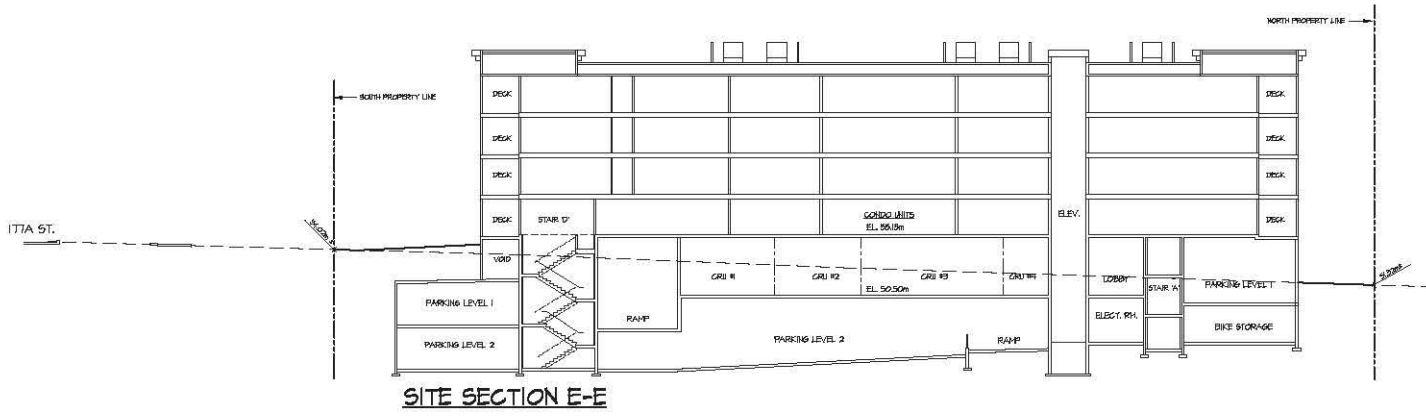 NORTH PROPERTY LINE
SOUTH PROPERTY LINE
DECK
DECK
DECK
DECK
DECK
DECK
DECK
STAIR 'D'
CONDO UNITS
EL. 55.15m
ELEV.
DECK
177A ST.
VOID
CRU #1
CRU #2
CRU #3
CRU #4
LOBBY
STAIR 'A'
PARKING LEVEL 1
EL. 50.50m
PARKING LEVEL 1
RAMP
ELECT. RM.
BIKE STORAGE
PARKING LEVEL 2
PARKING LEVEL 2
RAMP
SITE SECTION E-E